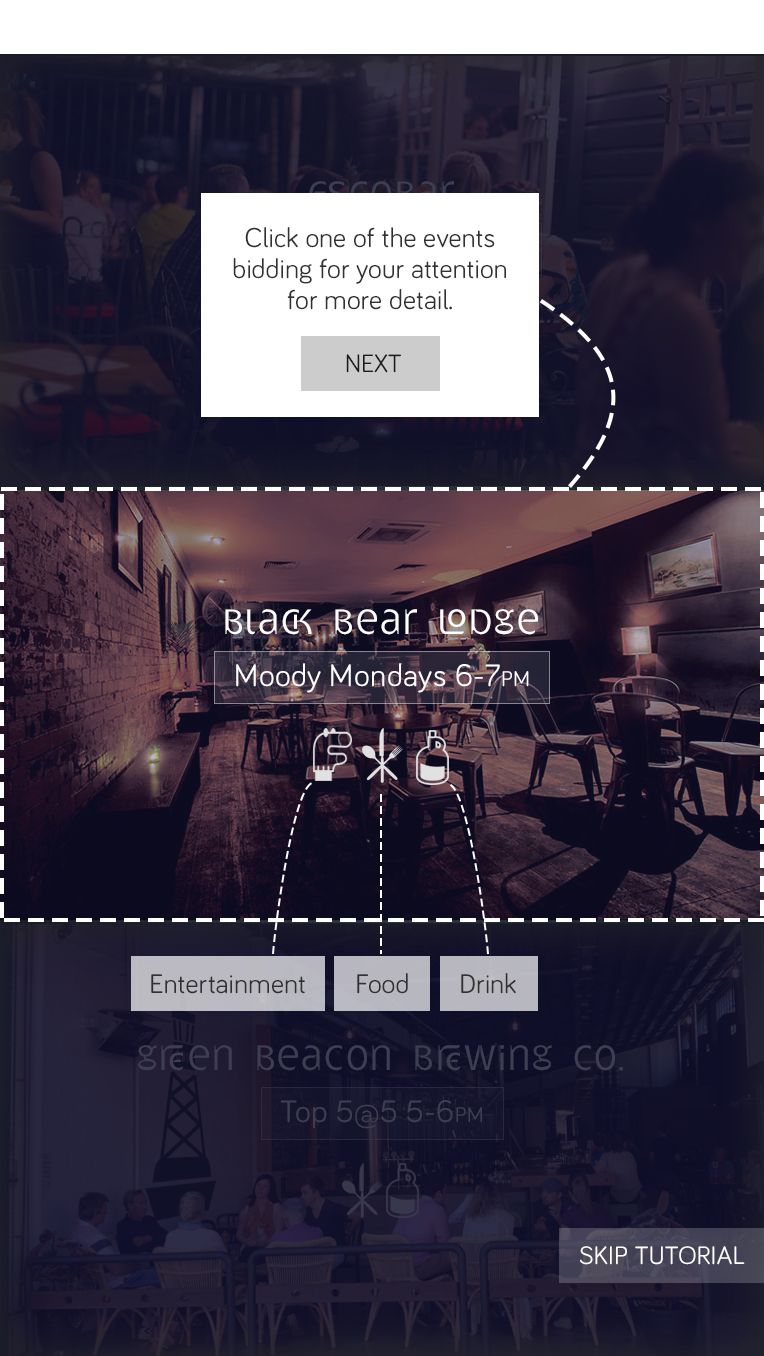 escobar
Click one of the events
bidding for your attention
for more detail.
NEXT
BLACK BEAR LODGE
Moody Mondays 6-7PM
Entertainment
Food
Drink
green Beacon Brewing co.
Top 5@5 5-6PM
SKIP TUTORIAL